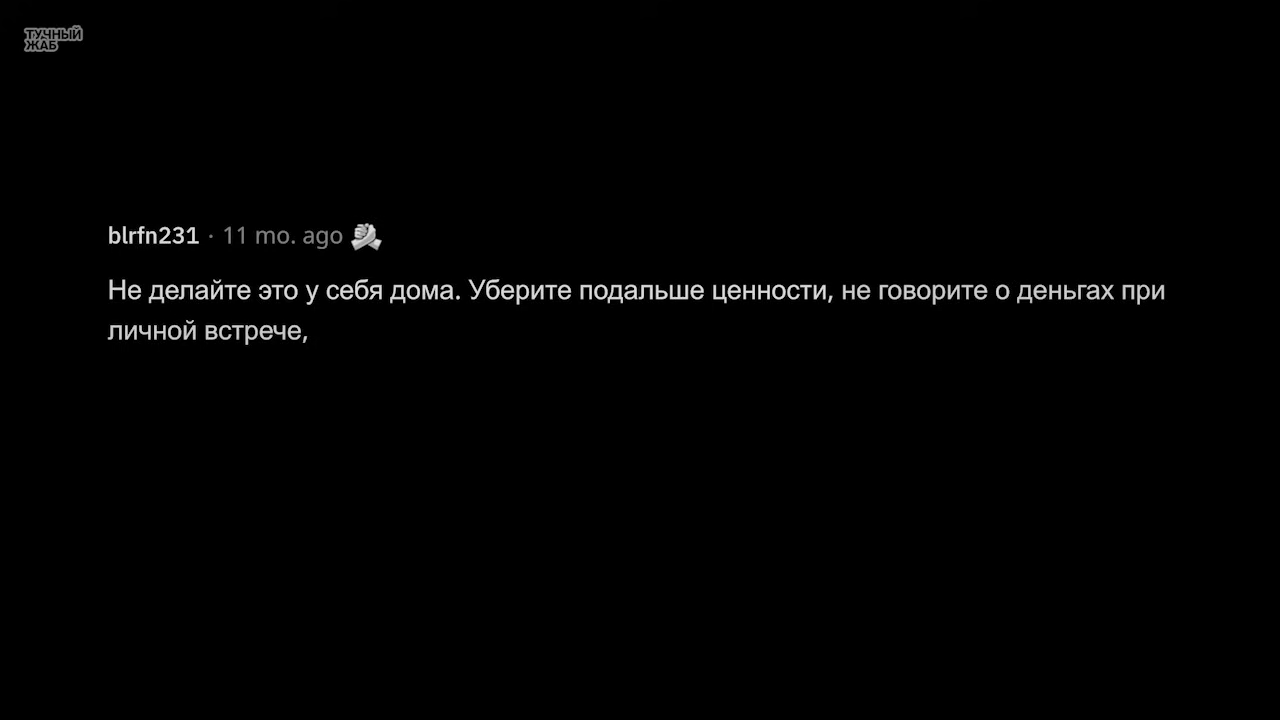 ТУЧНЫЙ
ЖАБ
blrfn231 · 11 mo. ago
Не делайте это у себя дома. Уберите подальше ценности, не говорите о деньгах при
личной встрече,